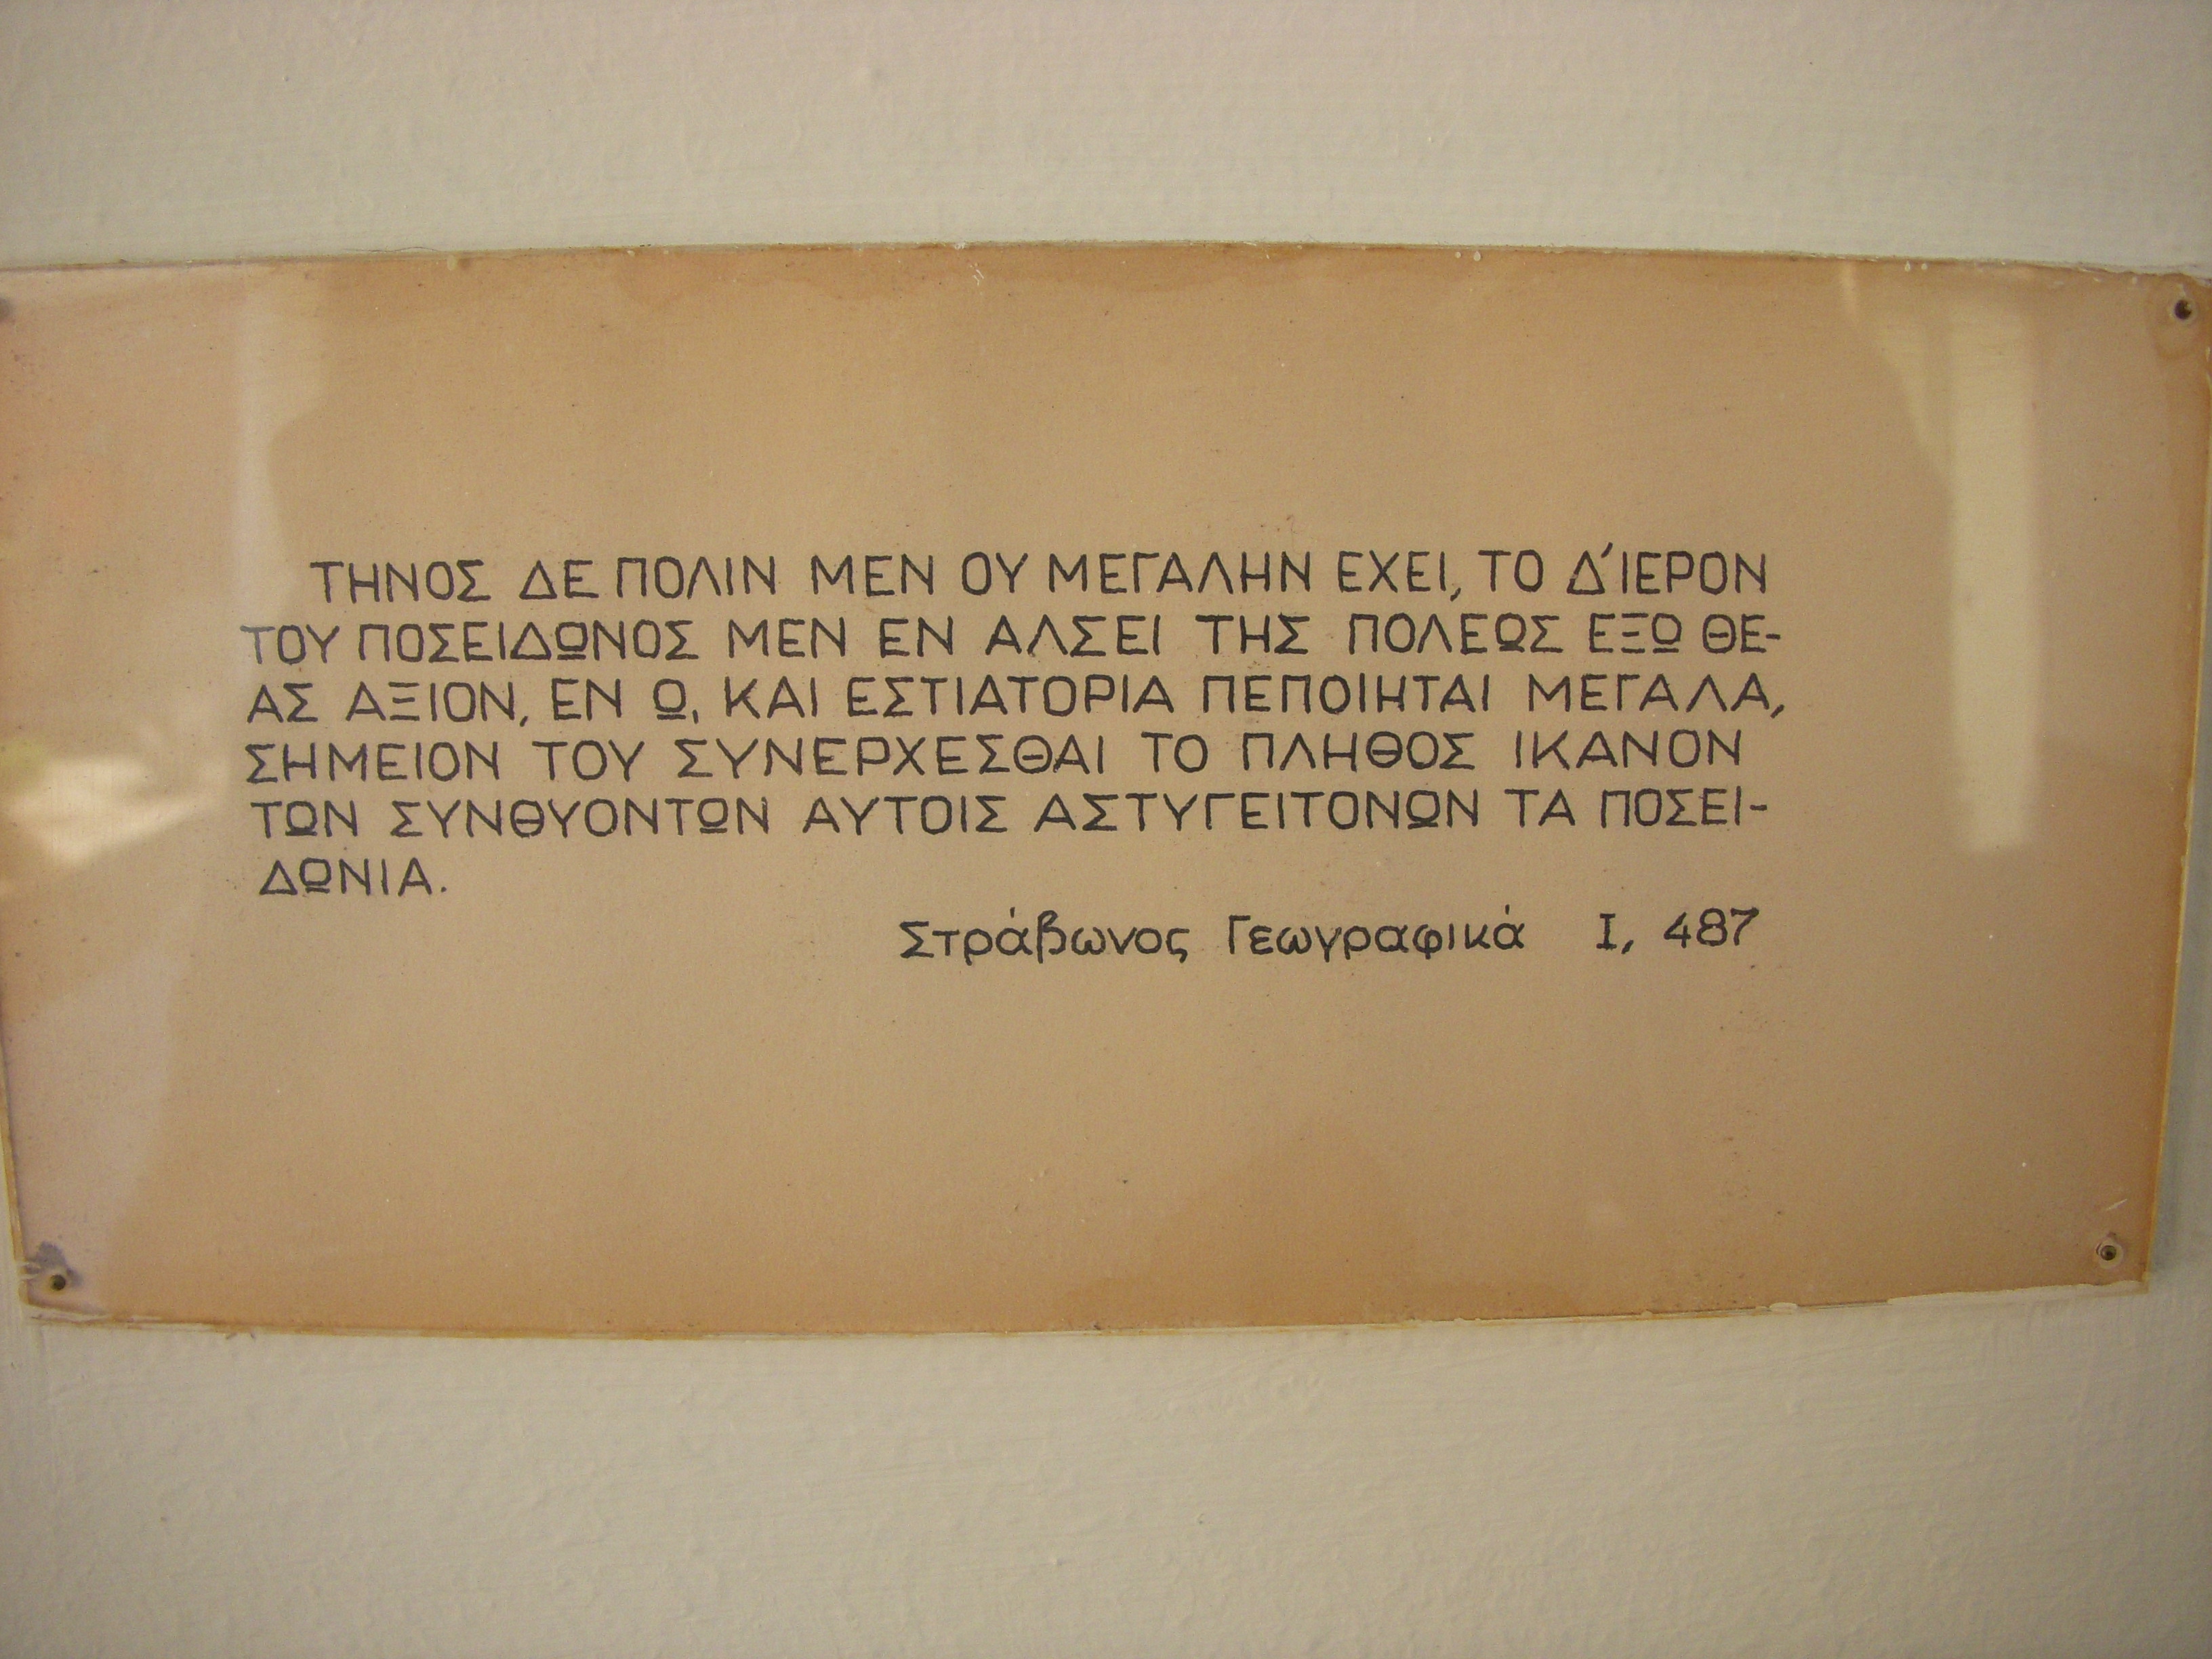 ΤΗΝΟΣ ΔΕ ΠΟΛΙΝ ΜΕΝ ΟΥ ΜΕΓΑΛΗΝ ΕΧΕΙ, ΤΟ Δ'ΙΕΡΟΝ
ΤΟΥ ΠΟΣΕΙΔΩΝΟΣ ΜΕΝ ΕΝ ΑΛΣΕΙ ΤΗΣ ΠΟΛΕΩΣ ΕΞΩ ΘΕ-
ΑΣ ΑΞΙΟΝ, ΕΝ Ω, ΚΑΙ ΕΣΤΙΑΤΟΡΙΑ ΠΕΠΟΙΗΤΑΙ ΜΕΓΑΛΑ,
ΣΗΜΕΙΟΝ ΤΟΥ ΣΥΝΕΡΧΕΣΘΑΙ ΤΟ ΠΛΗΘΟΣ ΙΚΑΝΟΝ
ΤΩΝ ΣΥΝΘΥΟΝΤΩΝ ΑΥΤΟΙΣ ΑΣΤΥΓΕΙΤΟΝΩΝ ΤΑ ΠΟΣΕΙ-
ΔΩΝΙΑ.
Στράβωνος Γεωγραφικά I, 487